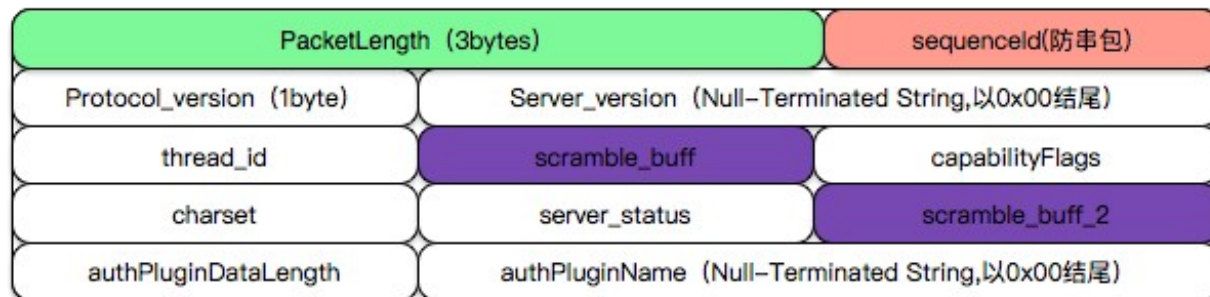 PacketLength（3bytes） sequenceId(防串包)
Protocol_version（1byte） Server_version（Null-Terminated String,以0x00结尾）
thread_id scramble_buff capabilityFlags
charset server_status scramble_buff_2
authPluginDataLength authPluginName（Null-Terminated String,以0x00结尾）